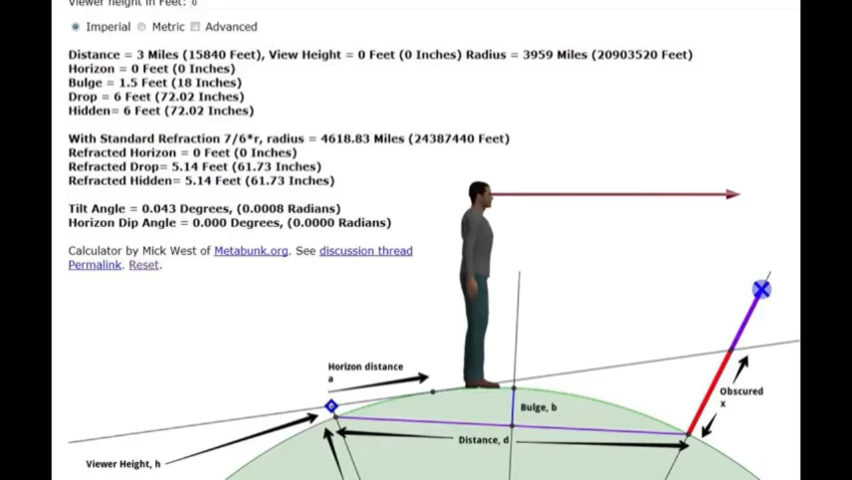 Viewer height in Feet: 0
Imperial Metric Advanced
Distance = 3 Miles (15840 Feet), View Height = 0 Feet (0 Inches) Radius = 3959 Miles (20903520 Feet)
Horizon = 0 Feet (0 Inches)
Bulge = 1.5 Feet (18 Inches)
Drop = 6 Feet (72.02 Inches)
Hidden= 6 Feet (72.02 Inches)
With Standard Refraction 7/6*r, radius = 4618.83 Miles (24387440 Feet)
Refracted Horizon = 0 Feet (0 Inches)
Refracted Drop= 5.14 Feet (61.73 Inches)
Refracted Hidden= 5.14 Feet (61.73 Inches)
Tilt Angle = 0.043 Degrees, (0.0008 Radians)
Horizon Dip Angle = 0.000 Degrees, (0.0000 Radians)
Calculator by Mick West of Metabunk.org. See discussion thread
Permalink. Reset.
Horizon distance
a
Obscured
x
Bulge, b
Distance, d
Viewer Height, h